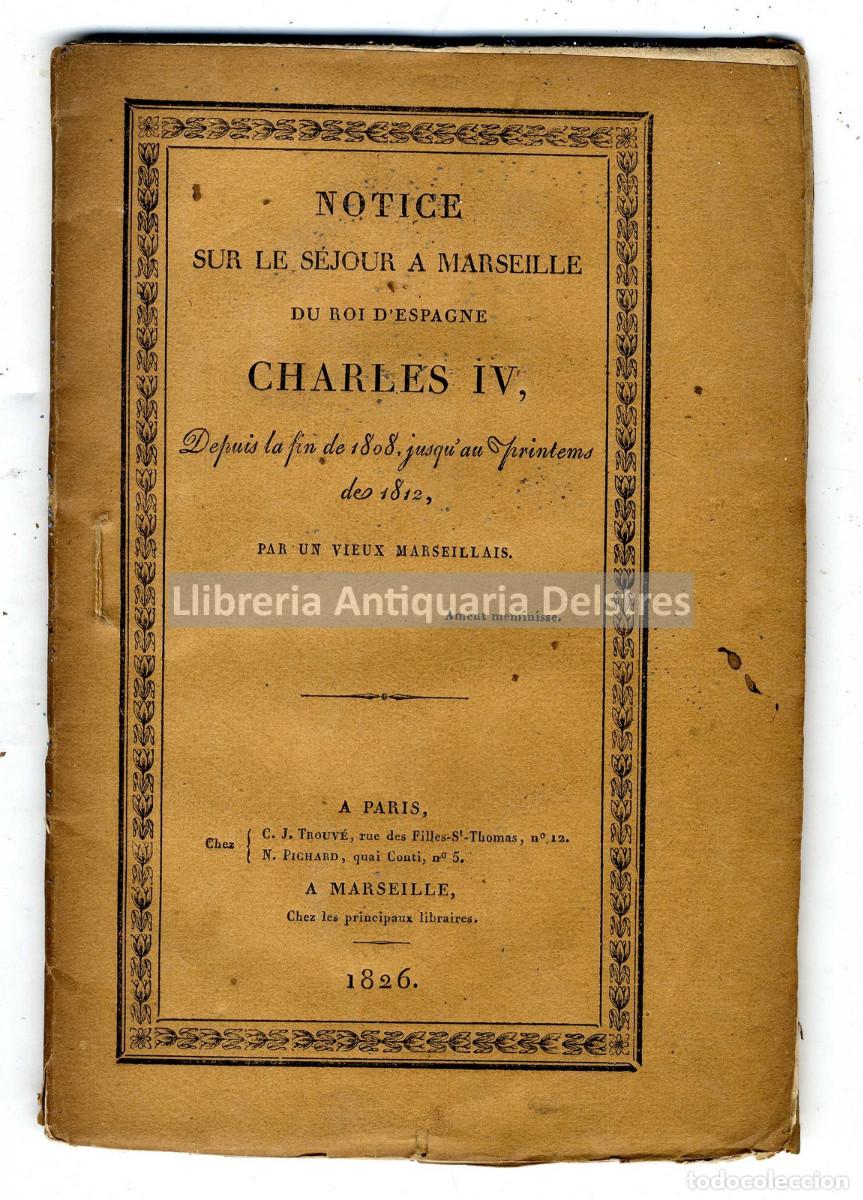 NOTICE
SUR LE SÉJOUR A MARSEILLE
DU ROI D'ESPAGNE
CHARLES IV,
Depuis la fin de 1808, jusqu'au printems
de 1812,
PAR UN VIEUX MARSEILLAIS.
Llibreria Antiquaria Delstres
Ament meminisse.
A PARIS,
Chez { C. J. TROUVÉ, rue des Filles-St-Thomas, nº 12.
N. PICHARD, quai Conti, nº 5.
A MARSEILLE,
Chez les principaux libraires.
1826.
todocoleccion